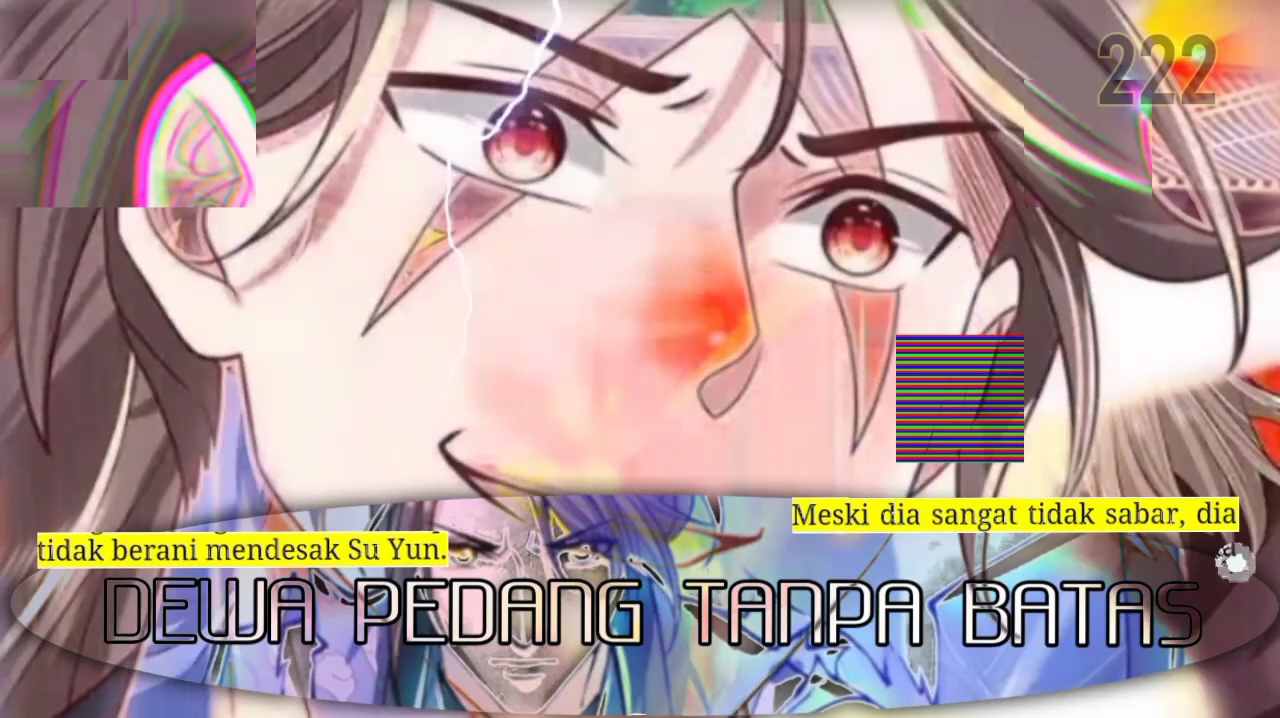 222
Meski dia sangat tidak sabar, dia
tidak berani mendesak Su Yun.
DEWA PEDANG TANPA BATAS